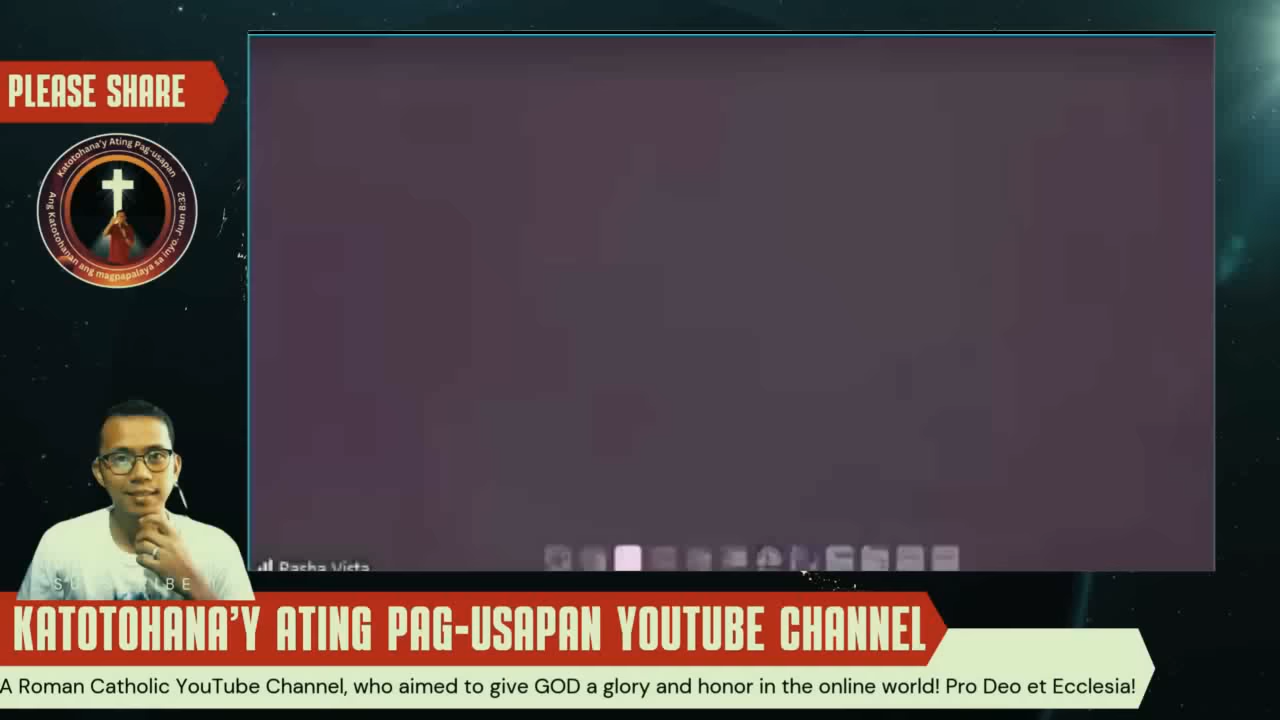 PLEASE SHARE
Katotohana'y Ating Pag-usapan
Ang Katotohanan ang magpapalaya sa inyo. Juan 8:32
Rasha Vista
KATOTOHANA'Y ATING PAG-USAPAN YOUTUBE CHANNEL
A Roman Catholic YouTube Channel, who aimed to give GOD a glory and honor in the online world! Pro Deo et Ecclesia!